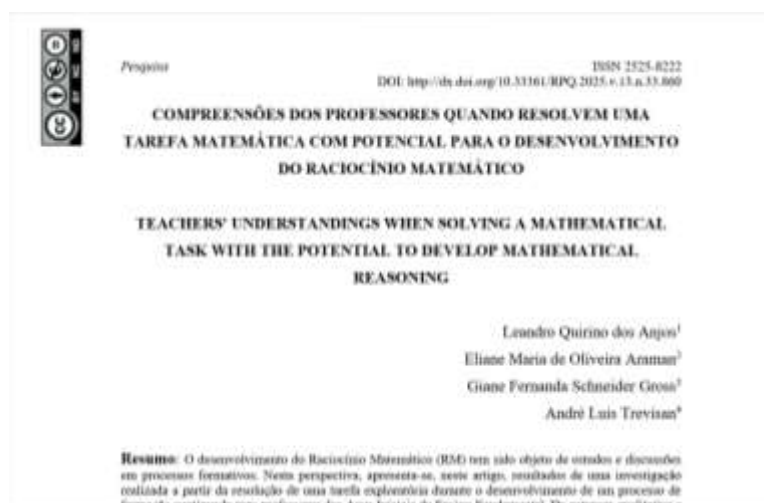 Pesquisa
ISSN 2525-8222
DOI: http://dx.doi.org/10.33361/RPQ.2025.v.13.n.33.860
COMPREENSÕES DOS PROFESSORES QUANDO RESOLVEM UMA
TAREFA MATEMÁTICA COM POTENCIAL PARA O DESENVOLVIMENTO
DO RACIOCÍNIO MATEMÁTICO
TEACHERS' UNDERSTANDINGS WHEN SOLVING A MATHEMATICAL
TASK WITH THE POTENTIAL TO DEVELOP MATHEMATICAL
REASONING
Leandro Quirino dos Anjos¹
Eliane Maria de Oliveira Araman²
Giane Fernanda Schneider Gross³
André Luis Trevisan⁴
Resumo: O desenvolvimento do Raciocínio Matemático (RM) tem sido objeto de estudos e discussões
em processos formativos. Nesta perspectiva, apresenta-se, neste artigo, resultados de uma investigação
realizada a partir da resolução de uma tarefa exploratória durante o desenvolvimento de um processo de